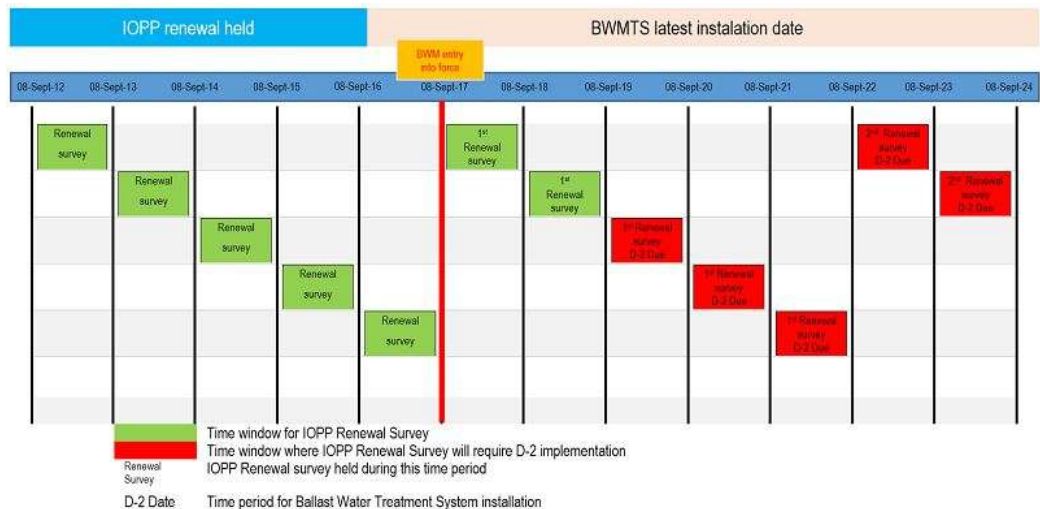 IOPP renewal held
BWMTS latest instalation date
BWM entry
into force
08-Sept-12 08-Sept-13 08-Sept-14 08-Sept-15 08-Sept-16 08-Sept-17 08-Sept-18 08-Sept-19 08-Sept-20 08-Sept-21 08-Sept-22 08-Sept-23 08-Sept-24
Renewal
survey
1st
Renewal
survey
2nd Renewal
survey
D-2 Due
Renewal
survey
1st
Renewal
survey
2nd Renewal
survey
D-2 Due
Renewal
survey
1st Renewal
survey
D-2 Due
Renewal
survey
1st Renewal
survey
D-2 Due
Renewal
survey
1st Renewal
survey
D-2 Due
Time window for IOPP Renewal Survey
Time window where IOPP Renewal Survey will require D-2 implementation
Renewal
Survey
IOPP Renewal survey held during this time period
D-2 Date Time period for Ballast Water Treatment System installation